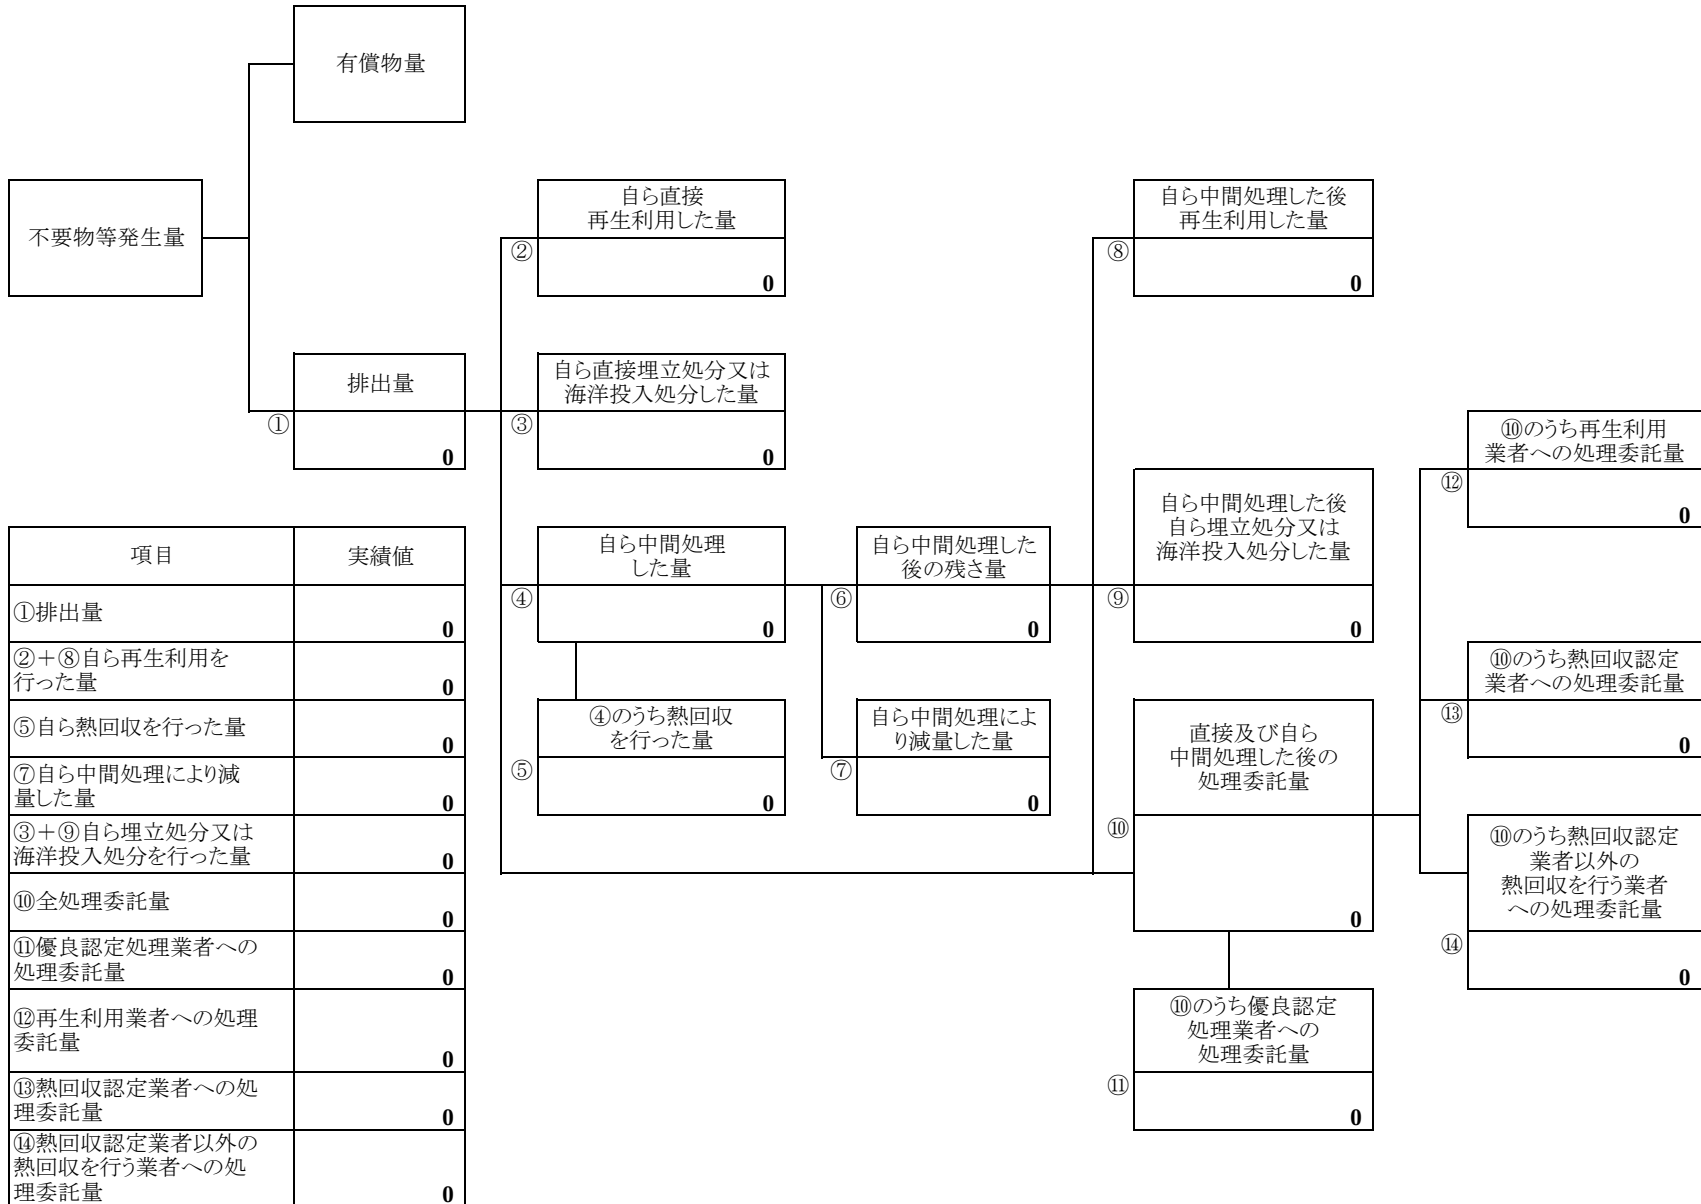 有償物量
不要物等発生量
排出量
①
0
自ら直接
再生利用した量
②
0
自ら直接埋立処分又は
海洋投入処分した量
③
0
自ら中間処理
した量
④
0
④のうち熱回収
を行った量
⑤
0
自ら中間処理した
後の残さ量
⑥
0
自ら中間処理によ
り減量した量
⑦
0
自ら中間処理した後
再生利用した量
⑧
0
自ら中間処理した後
自ら埋立処分又は
海洋投入処分した量
⑨
0
直接及び自ら
中間処理した後の
処理委託量
⑩
0
⑩のうち優良認定
処理業者への
処理委託量
⑪
0
⑩のうち再生利用
業者への処理委託量
⑫
0
⑩のうち熱回収認定
業者への処理委託量
⑬
0
⑩のうち熱回収認定
業者以外の
熱回収を行う業者
への処理委託量
⑭
0
項目 実績値
①排出量
0
②+⑧自ら再生利用を
行った量
0
⑤自ら熱回収を行った量
0
⑦自ら中間処理により減
量した量
0
③+⑨自ら埋立処分又は
海洋投入処分を行った量
0
⑩全処理委託量
0
⑪優良認定処理業者への
処理委託量
0
⑫再生利用業者への処理
委託量
0
⑬熱回収認定業者への処
理委託量
0
⑭熱回収認定業者以外の
熱回収を行う業者への処
理委託量
0